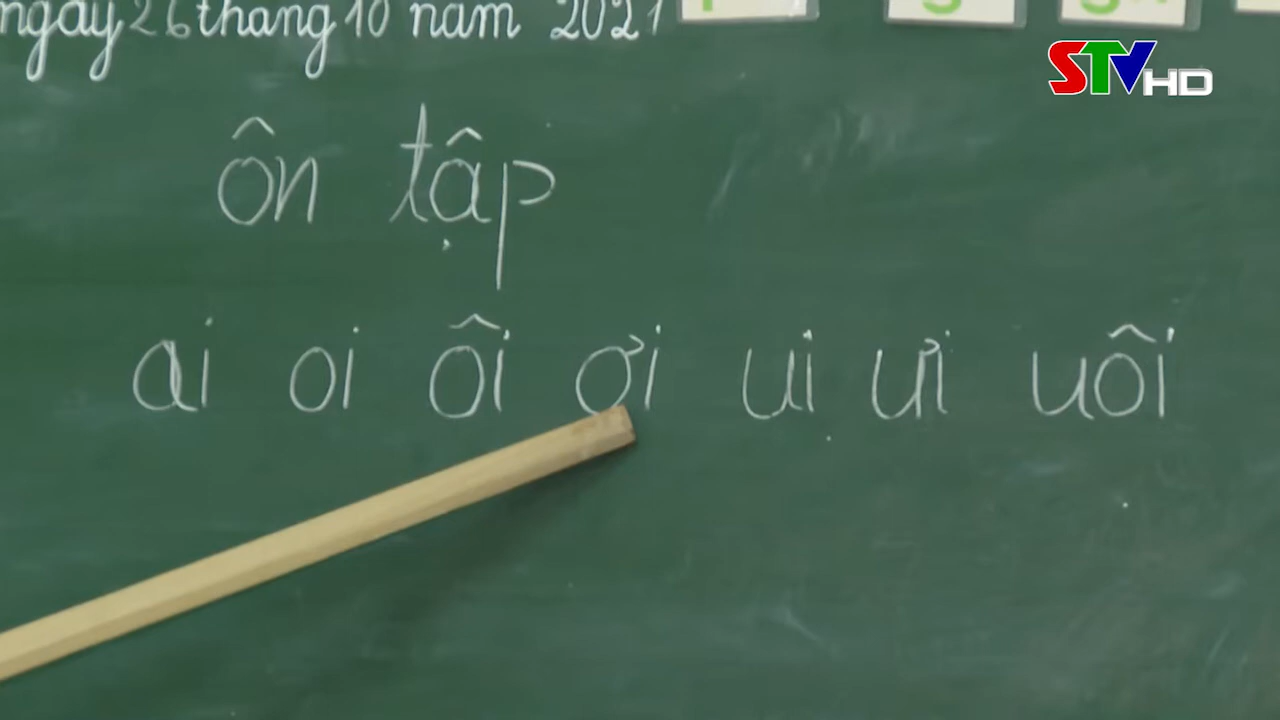 ngày 26 tháng 10 năm 2021
STV HD
ôn tập
ai oi ôi ơi ui ưi uôi